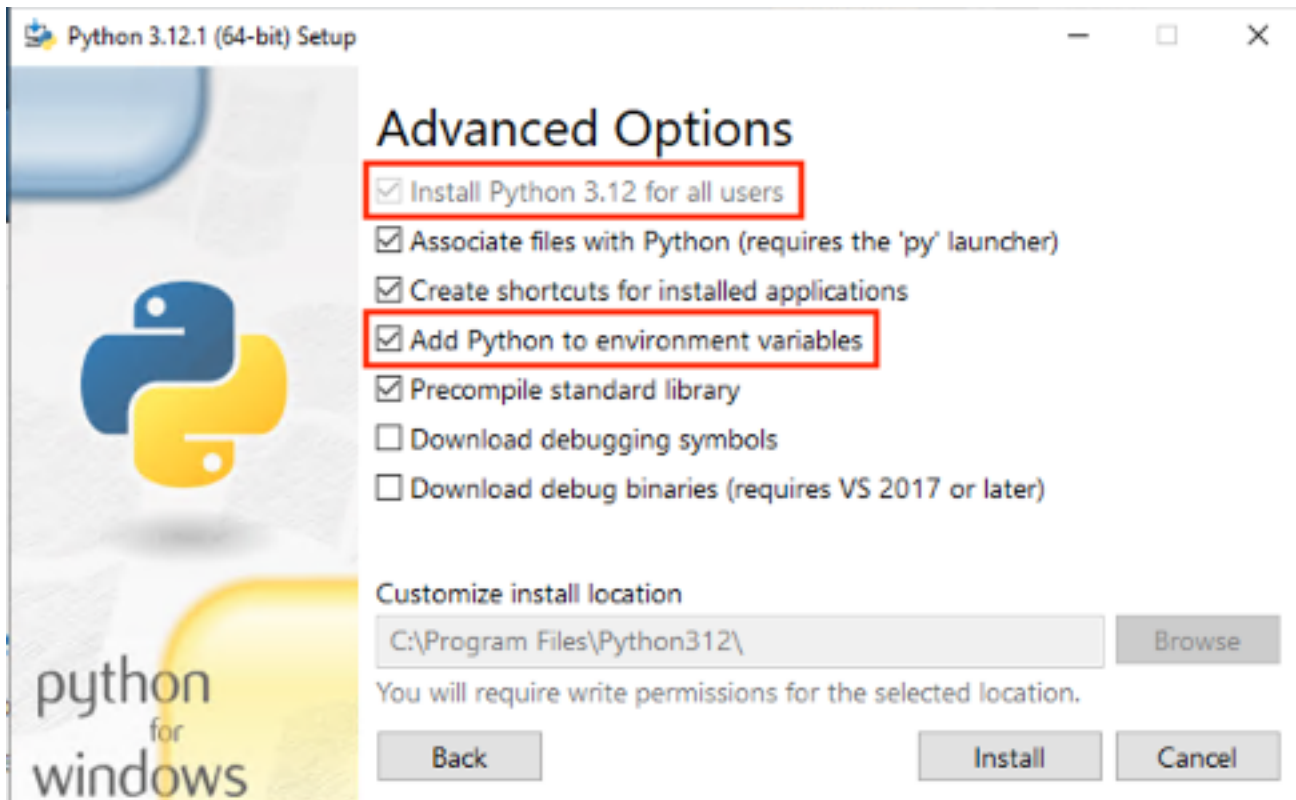 Python 3.12.1 (64-bit) Setup
Advanced Options
Install Python 3.12 for all users
Associate files with Python (requires the 'py' launcher)
Create shortcuts for installed applications
Add Python to environment variables
Precompile standard library
Download debugging symbols
Download debug binaries (requires VS 2017 or later)
Customize install location
C:\Program Files\Python312\
Browse
You will require write permissions for the selected location.
python
for
windows
Back
Install
Cancel